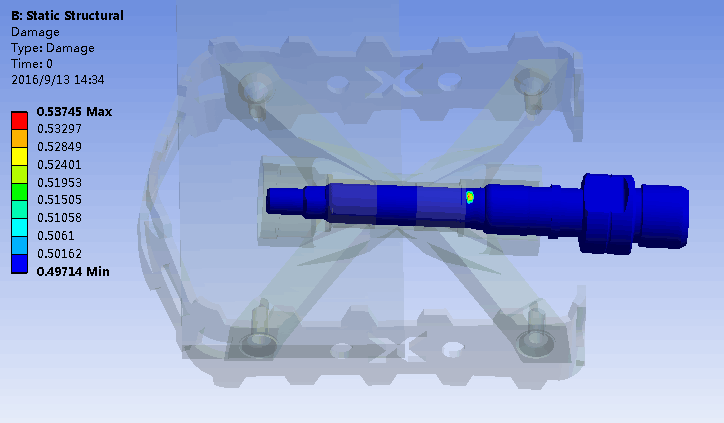 B: Static Structural
Damage
Type: Damage
Time: 0
2016/9/13 14:34
0.53745 Max
0.53297
0.52849
0.52401
0.51953
0.51505
0.51058
0.5061
0.50162
0.49714 Min